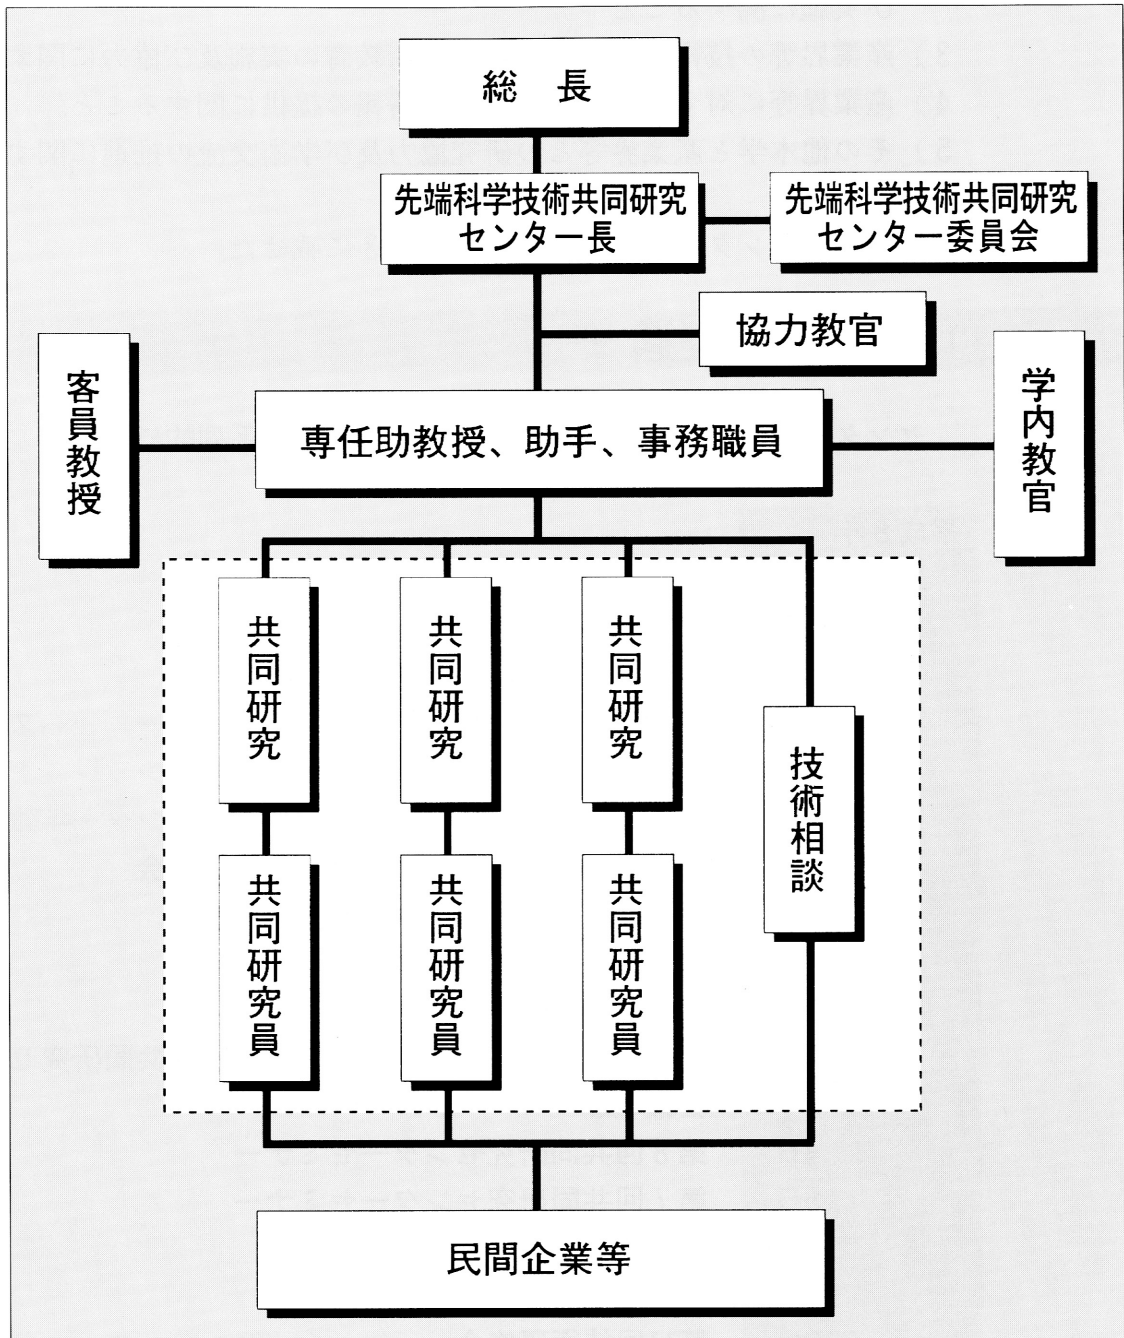 総 長
先端科学技術共同研究
センター長
先端科学技術共同研究
センター委員会
協力教官
客員教授
専任助教授、助手、事務職員
学内教官
共同研究
共同研究
共同研究
技術相談
共同研究員
共同研究員
共同研究員
民間企業等